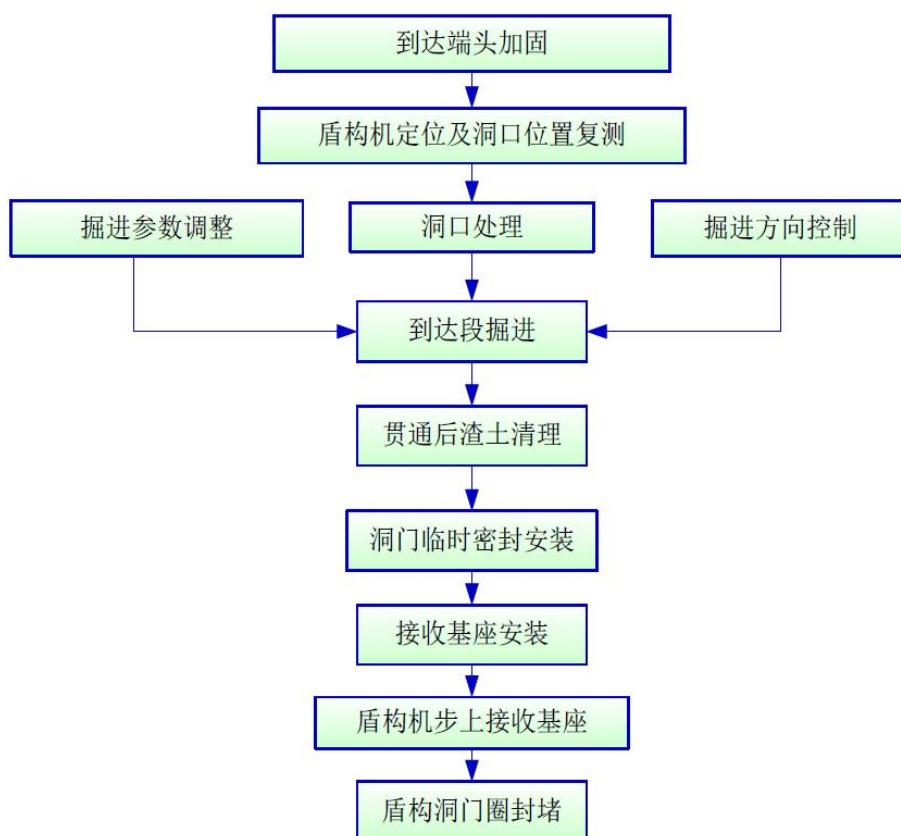 到达端头加固
盾构机定位及洞口位置复测
掘进参数调整
洞口处理
掘进方向控制
到达段掘进
贯通后渣土清理
洞门临时密封安装
接收基座安装
盾构机步上接收基座
盾构洞门圈封堵